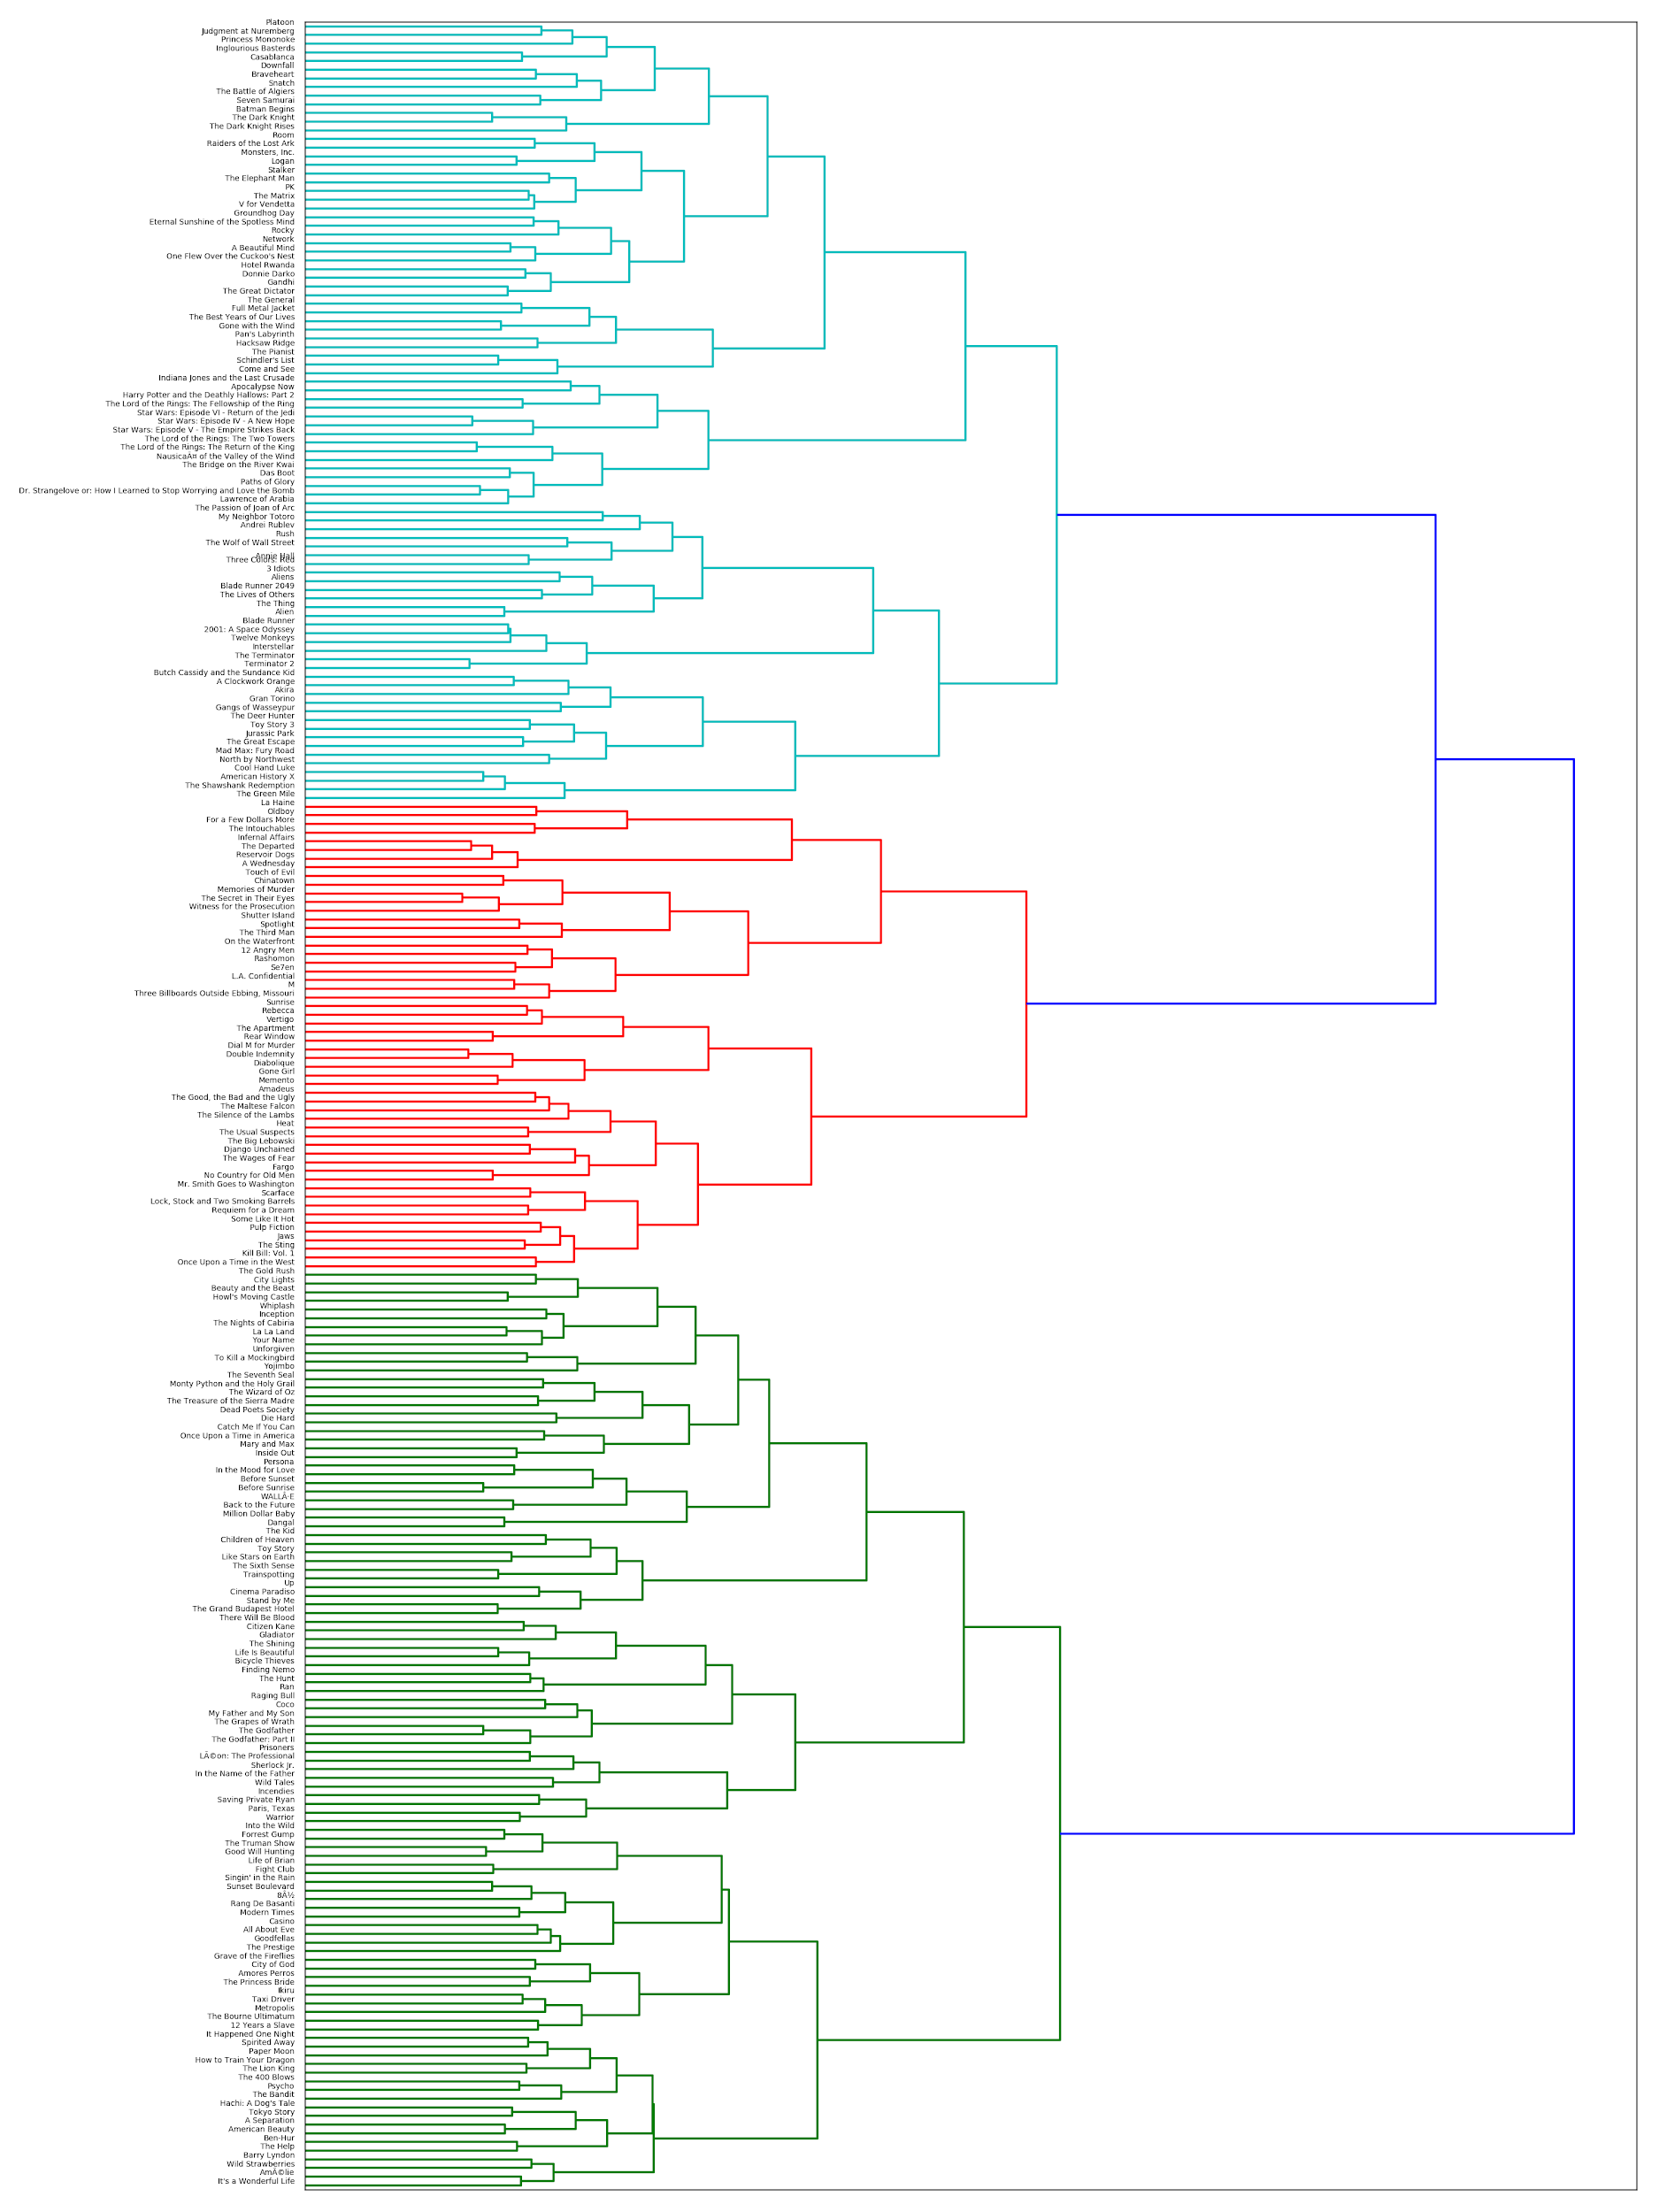 Platoon
Judgment at Nuremberg
Princess Mononoke
Inglourious Basterds
Casablanca
Downfall
Braveheart
Snatch
The Battle of Algiers
Seven Samurai
Batman Begins
The Dark Knight
The Dark Knight Rises
Room
Raiders of the Lost Ark
Monsters, Inc.
Logan
Stalker
The Elephant Man
PK
The Matrix
V for Vendetta
Groundhog Day
Eternal Sunshine of the Spotless Mind
Rocky
Network
A Beautiful Mind
One Flew Over the Cuckoo's Nest
Hotel Rwanda
Donnie Darko
Gandhi
The Great Dictator
The General
Full Metal Jacket
The Best Years of Our Lives
Gone with the Wind
Pan's Labyrinth
Hacksaw Ridge
The Pianist
Schindler's List
Come and See
Indiana Jones and the Last Crusade
Apocalypse Now
Harry Potter and the Deathly Hallows: Part 2
The Lord of the Rings: The Fellowship of the Ring
Star Wars: Episode VI - Return of the Jedi
Star Wars: Episode IV - A New Hope
Star Wars: Episode V - The Empire Strikes Back
The Lord of the Rings: The Two Towers
The Lord of the Rings: The Return of the King
NausicaÃ¤ of the Valley of the Wind
The Bridge on the River Kwai
Das Boot
Paths of Glory
Dr. Strangelove or: How I Learned to Stop Worrying and Love the Bomb
Lawrence of Arabia
The Passion of Joan of Arc
My Neighbor Totoro
Andrei Rublev
Rush
The Wolf of Wall Street
Annie Hall
Three Colors: Red
3 Idiots
Aliens
Blade Runner 2049
The Lives of Others
The Thing
Alien
Blade Runner
2001: A Space Odyssey
Twelve Monkeys
Interstellar
The Terminator
Terminator 2
Butch Cassidy and the Sundance Kid
A Clockwork Orange
Akira
Gran Torino
Gangs of Wasseypur
The Deer Hunter
Toy Story 3
Jurassic Park
The Great Escape
Mad Max: Fury Road
North by Northwest
Cool Hand Luke
American History X
The Shawshank Redemption
The Green Mile
La Haine
Oldboy
For a Few Dollars More
The Intouchables
Infernal Affairs
The Departed
Reservoir Dogs
A Wednesday
Touch of Evil
Chinatown
Memories of Murder
The Secret in Their Eyes
Witness for the Prosecution
Shutter Island
Spotlight
The Third Man
On the Waterfront
12 Angry Men
Rashomon
Se7en
L.A. Confidential
M
Three Billboards Outside Ebbing, Missouri
Sunrise
Rebecca
Vertigo
The Apartment
Rear Window
Dial M for Murder
Double Indemnity
Diabolique
Gone Girl
Memento
Amadeus
The Good, the Bad and the Ugly
The Maltese Falcon
The Silence of the Lambs
Heat
The Usual Suspects
The Big Lebowski
Django Unchained
The Wages of Fear
Fargo
No Country for Old Men
Mr. Smith Goes to Washington
Scarface
Lock, Stock and Two Smoking Barrels
Requiem for a Dream
Some Like It Hot
Pulp Fiction
Jaws
The Sting
Kill Bill: Vol. 1
Once Upon a Time in the West
The Gold Rush
City Lights
Beauty and the Beast
Howl's Moving Castle
Whiplash
Inception
The Nights of Cabiria
La La Land
Your Name
Unforgiven
To Kill a Mockingbird
Yojimbo
The Seventh Seal
Monty Python and the Holy Grail
The Wizard of Oz
The Treasure of the Sierra Madre
Dead Poets Society
Die Hard
Catch Me If You Can
Once Upon a Time in America
Mary and Max
Inside Out
Persona
In the Mood for Love
Before Sunset
Before Sunrise
WALLÂ·E
Back to the Future
Million Dollar Baby
Dangal
The Kid
Children of Heaven
Toy Story
Like Stars on Earth
The Sixth Sense
Trainspotting
Up
Cinema Paradiso
Stand by Me
The Grand Budapest Hotel
There Will Be Blood
Citizen Kane
Gladiator
The Shining
Life Is Beautiful
Bicycle Thieves
Finding Nemo
The Hunt
Ran
Raging Bull
Coco
My Father and My Son
The Grapes of Wrath
The Godfather
The Godfather: Part II
Prisoners
LÃ©on: The Professional
Sherlock Jr.
In the Name of the Father
Wild Tales
Incendies
Saving Private Ryan
Paris, Texas
Warrior
Into the Wild
Forrest Gump
The Truman Show
Good Will Hunting
Life of Brian
Fight Club
Singin' in the Rain
Sunset Boulevard
8Â½
Rang De Basanti
Modern Times
Casino
All About Eve
Goodfellas
The Prestige
Grave of the Fireflies
City of God
Amores Perros
The Princess Bride
Ikiru
Taxi Driver
Metropolis
The Bourne Ultimatum
12 Years a Slave
It Happened One Night
Spirited Away
Paper Moon
How to Train Your Dragon
The Lion King
The 400 Blows
Psycho
The Bandit
Hachi: A Dog's Tale
Tokyo Story
A Separation
American Beauty
Ben-Hur
The Help
Barry Lyndon
Wild Strawberries
AmÃ©lie
It's a Wonderful Life